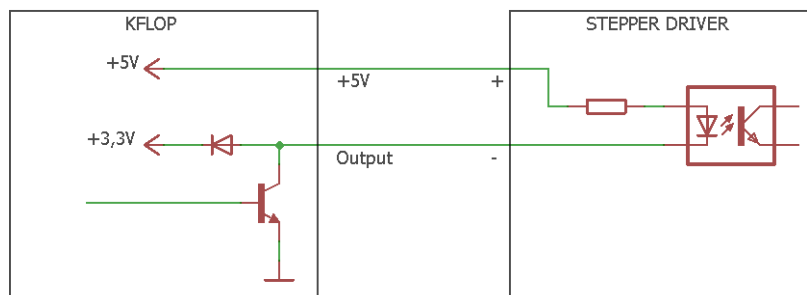 KFLOP
STEPPER DRIVER
+5V
+5V
+
+3,3V
Output
-